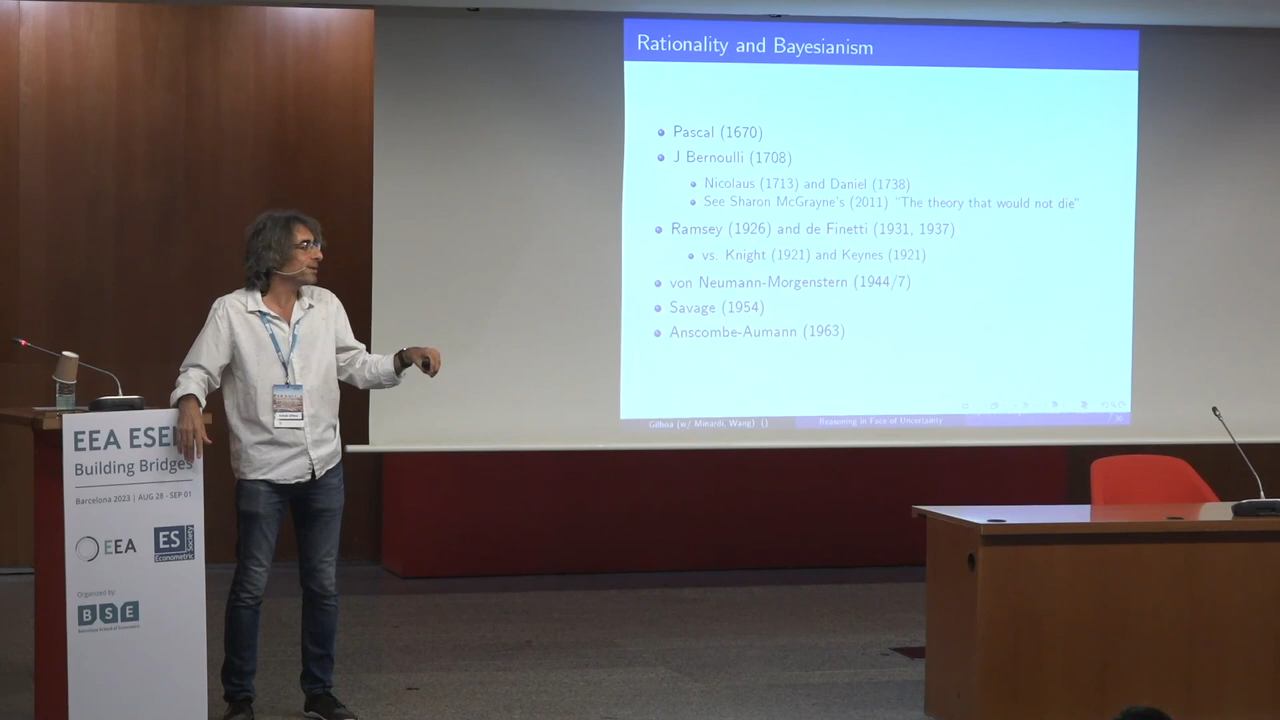 Rationality and Bayesianism
Pascal (1670)
J Bernoulli (1708)
Nicolaus (1713) and Daniel (1738)
See Sharon McGrayne's (2011) "The theory that would not die"
Ramsey (1926) and de Finetti (1931, 1937)
vs. Knight (1921) and Keynes (1921)
von Neumann-Morgenstern (1944/7)
Savage (1954)
Anscombe-Aumann (1963)
Gilboa (w/ Minardi, Wang) ()
Reasoning in Face of Uncertainty
EEA ESE
Building Bridges
Barcelona 2023 | AUG 28 - SEP 01
EEA
ES
Econometric
Society
Organized by:
BSE
Barcelona School of Economics